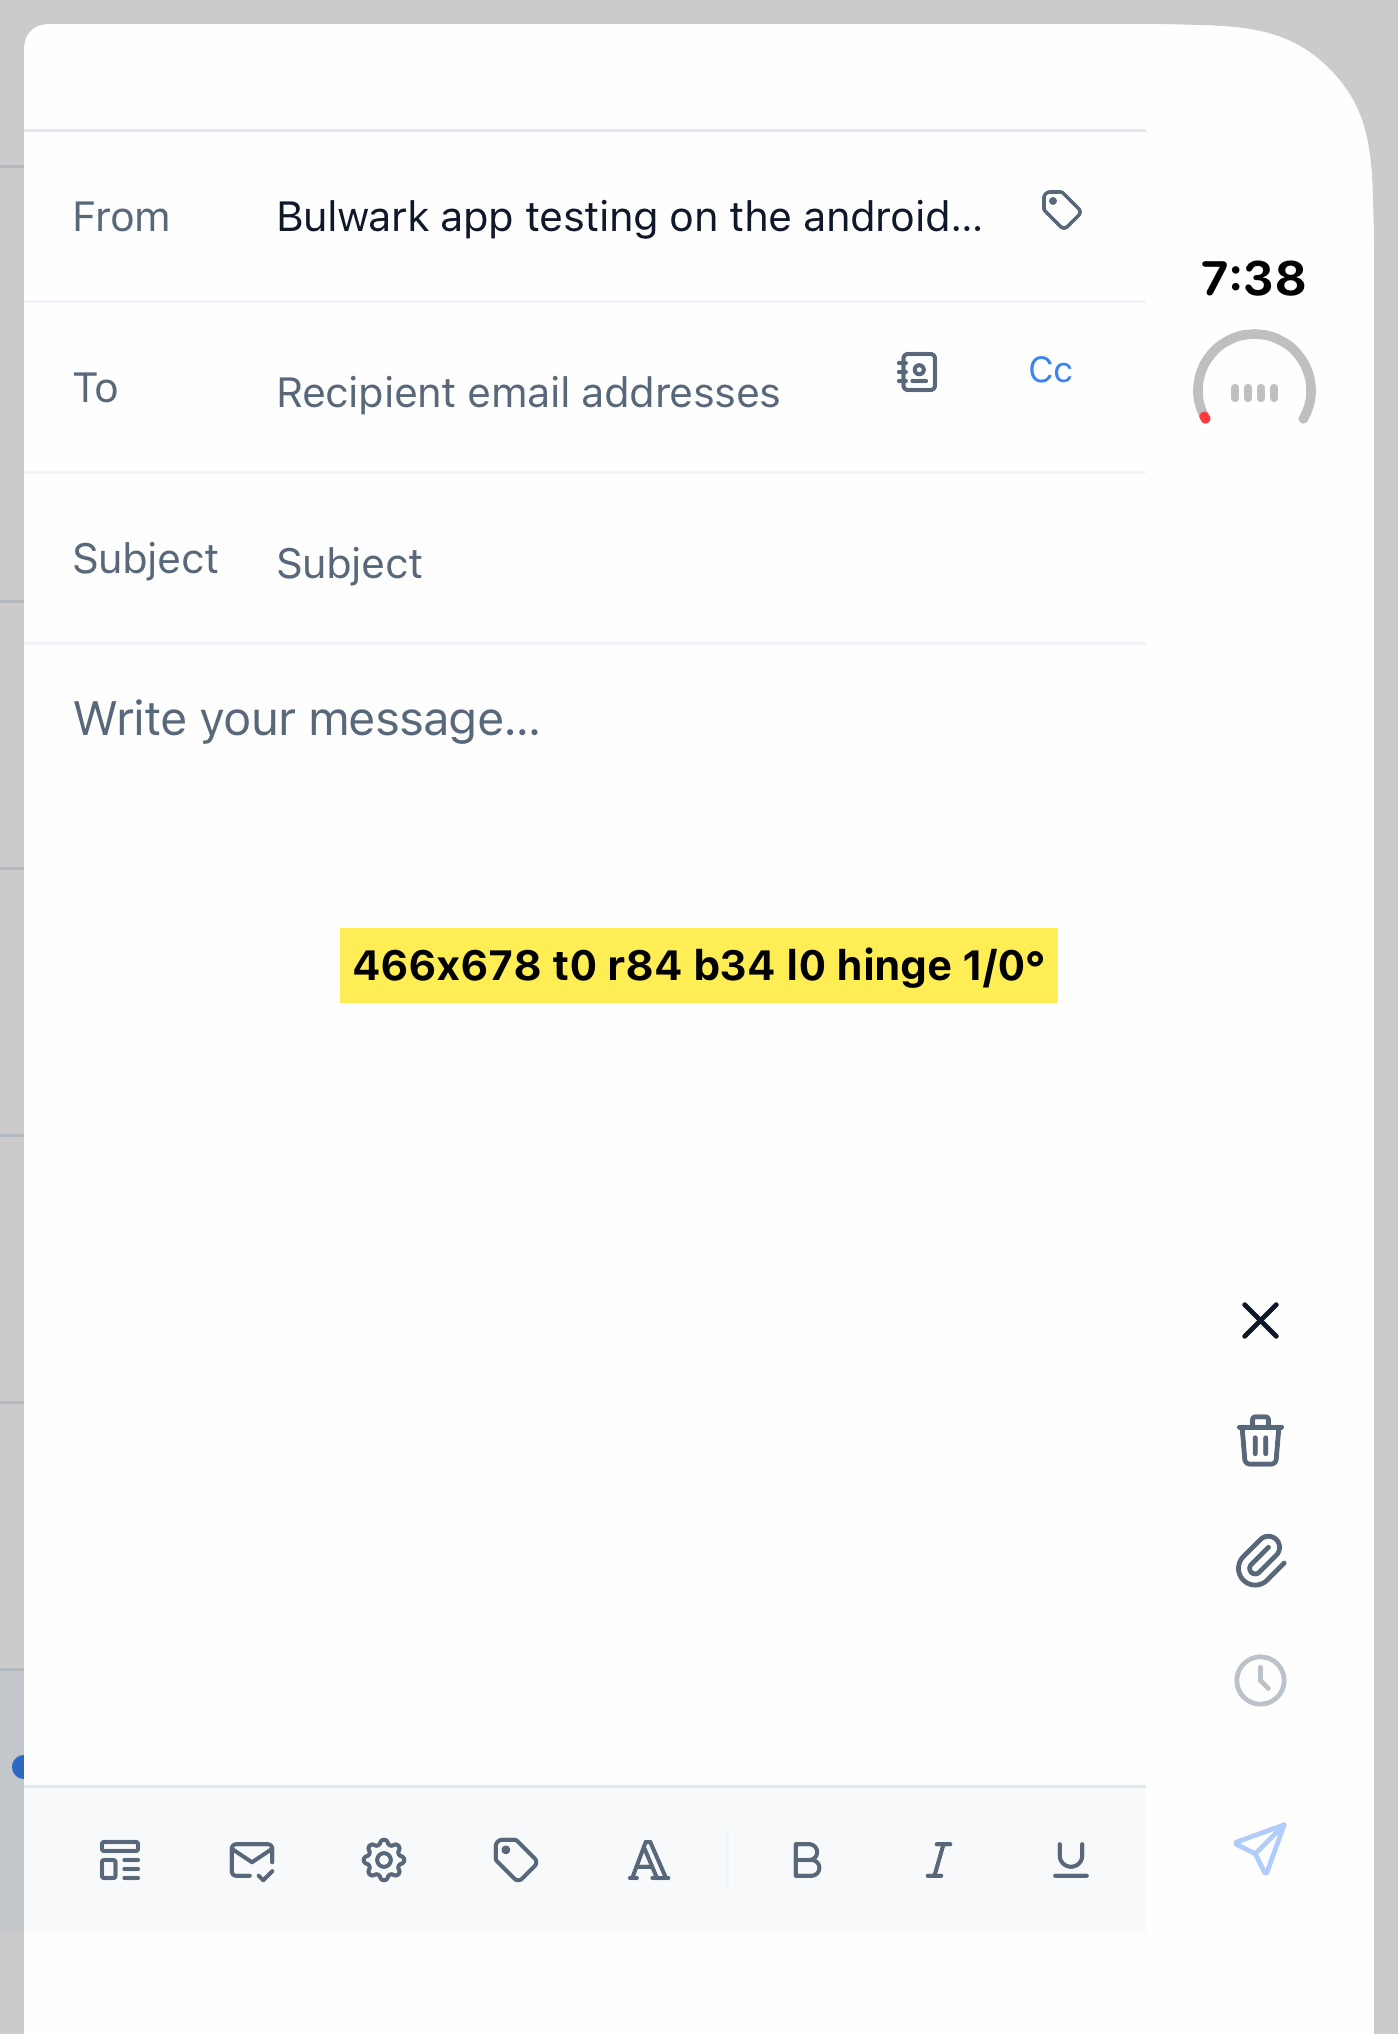 From Bulwark app testing on the android...
7:38
To Recipient email addresses Cc
Subject Subject
Write your message...
466x678 t0 r84 b34 l0 hinge 1/0°